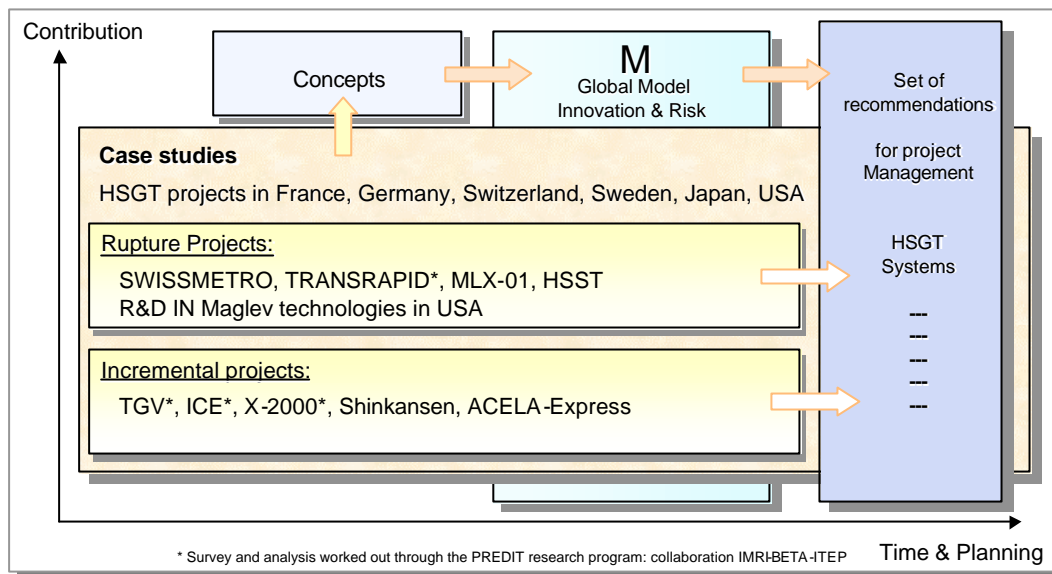 Contribution
Concepts
M
Global Model
Innovation & Risk
Set of
recommendations
for project
Management
HSGT
Systems
---
---
---
---
---
Case studies
HSGT projects in France, Germany, Switzerland, Sweden, Japan, USA
Rupture Projects:
SWISSMETRO, TRANSRAPID*, MLX-01, HSST
R&D IN Maglev technologies in USA
Incremental projects:
TGV*, ICE*, X-2000*, Shinkansen, ACELA-Express
* Survey and analysis worked out through the PREDIT research program: collaboration IMRI-BETA-ITEP
Time & Planning